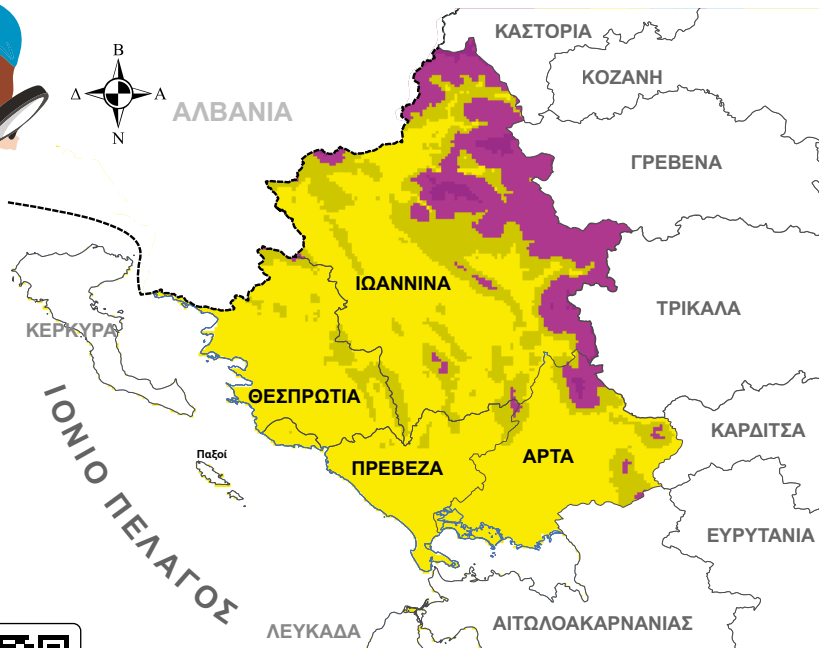 ΚΑΣΤΟΡΙΑ
Β
ΚΟΖΑΝΗ
Δ
Α
ΑΛΒΑΝΙΑ
Ν
ΓΡΕΒΕΝΑ
ΙΩΑΝΝΙΝΑ
ΤΡΙΚΑΛΑ
ΚΕΡΚΥΡΑ
ΘΕΣΠΡΩΤΙΑ
ΙΟΝΙΟ ΠΕΛΑΓΟΣ
ΚΑΡΔΙΤΣΑ
Παξοί
ΠΡΕΒΕΖΑ
ΑΡΤΑ
ΕΥΡΥΤΑΝΙΑ
ΛΕΥΚΑΔΑ
ΑΙΤΩΛΟΑΚΑΡΝΑΝΙΑΣ